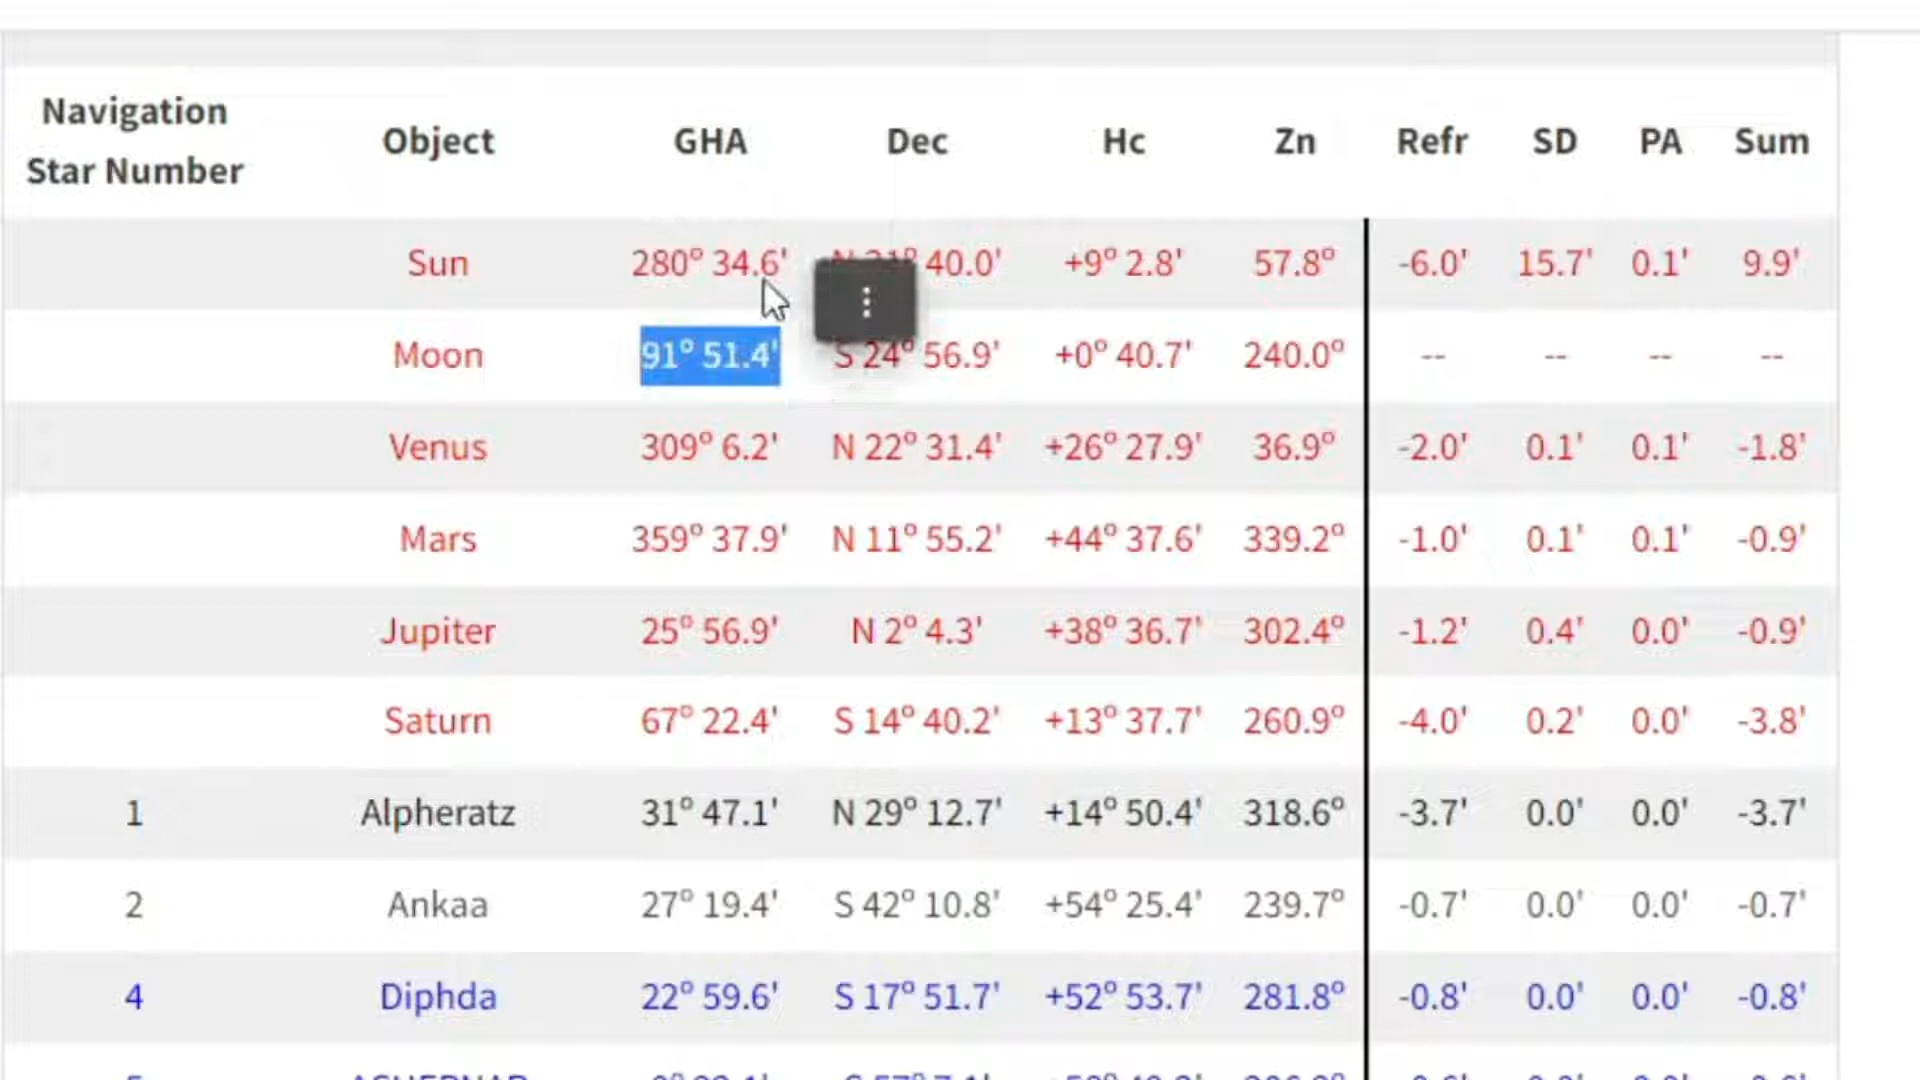 Navigation Star Number Object GHA Dec Hc Zn Refr SD PA Sum
Sun 280° 34.6' 40.0' +9° 2.8' 57.8° -6.0' 15.7' 0.1' 9.9'
Moon 91° 51.4' S 24° 56.9' +0° 40.7' 240.0° -- -- -- --
Venus 309° 6.2' N 22° 31.4' +26° 27.9' 36.9° -2.0' 0.1' 0.1' -1.8'
Mars 359° 37.9' N 11° 55.2' +44° 37.6' 339.2° -1.0' 0.1' 0.1' -0.9'
Jupiter 25° 56.9' N 2° 4.3' +38° 36.7' 302.4° -1.2' 0.4' 0.0' -0.9'
Saturn 67° 22.4' S 14° 40.2' +13° 37.7' 260.9° -4.0' 0.2' 0.0' -3.8'
1 Alpheratz 31° 47.1' N 29° 12.7' +14° 50.4' 318.6° -3.7' 0.0' 0.0' -3.7'
2 Ankaa 27° 19.4' S 42° 10.8' +54° 25.4' 239.7° -0.7' 0.0' 0.0' -0.7'
4 Diphda 22° 59.6' S 17° 51.7' +52° 53.7' 281.8° -0.8' 0.0' 0.0' -0.8'